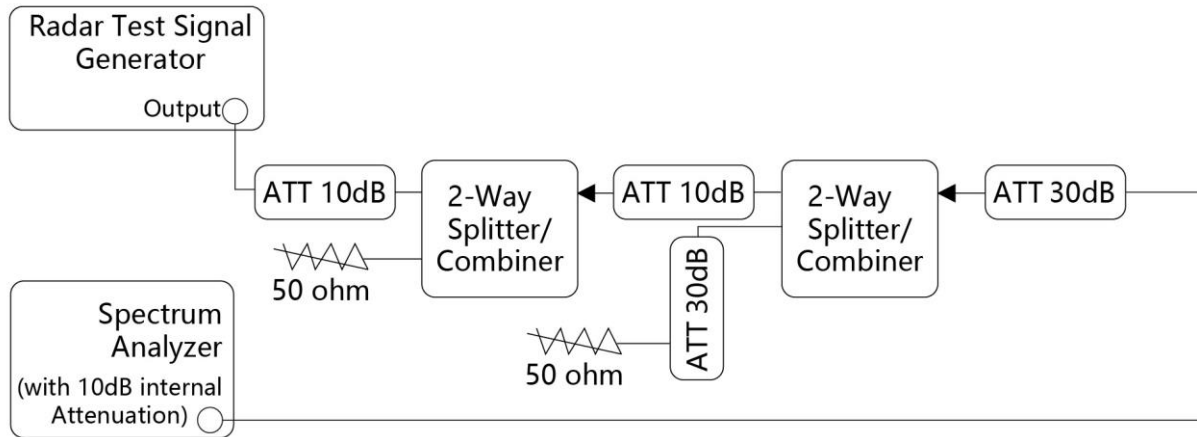 Radar Test Signal
Generator
Output
ATT 10dB
2-Way
Splitter/
Combiner
50 ohm
ATT 10dB
2-Way
Splitter/
Combiner
ATT 30dB
ATT 30dB
50 ohm
Spectrum
Analyzer
(with 10dB internal
Attenuation)